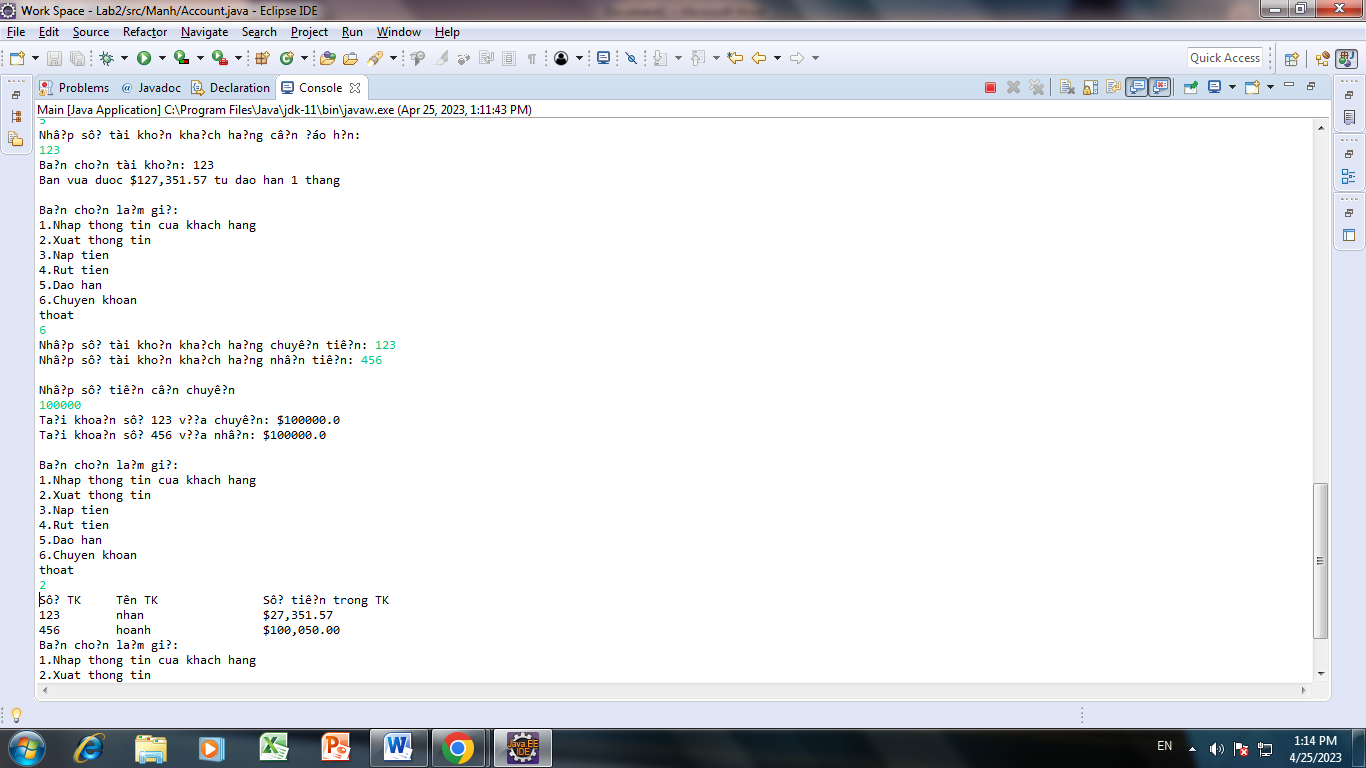 Work Space - Lab2/src/Manh/Account.java - Eclipse IDE
File Edit Source Refactor Navigate Search Project Run Window Help
Quick Access
Problems @ Javadoc Declaration Console
Main [Java Application] C:\Program Files\Java\jdk-11\bin\javaw.exe (Apr 25, 2023, 1:11:43 PM)
Nhâ?p sô? tài kho?n kha?ch ha?ng câ?n ?áo h?n:
123
Ba?n cho?n tài kho?n: 123
Ban vua duoc $127,351.57 tu dao han 1 thang
Ba?n cho?n la?m gi?:
1.Nhap thong tin cua khach hang
2.Xuat thong tin
3.Nap tien
4.Rut tien
5.Dao han
6.Chuyen khoan
thoat
6
Nhâ?p sô? tài kho?n kha?ch ha?ng chuyê?n tiê?n: 123
Nhâ?p sô? tài kho?n kha?ch ha?ng nhâ?n tiê?n: 456
Nhâ?p sô? tiê?n câ?n chuyê?n
100000
Ta?i khoa?n sô? 123 v??a chuyê?n: $100000.0
Ta?i khoa?n sô? 456 v??a nhâ?n: $100000.0
Ba?n cho?n la?m gi?:
1.Nhap thong tin cua khach hang
2.Xuat thong tin
3.Nap tien
4.Rut tien
5.Dao han
6.Chuyen khoan
thoat
2
Sô? TK Tên TK Sô? tiê?n trong TK
123 nhan $27,351.57
456 hoanh $100,050.00
Ba?n cho?n la?m gi?:
1.Nhap thong tin cua khach hang
2.Xuat thong tin
Java EE
IDE
EN
1:14 PM
4/25/2023